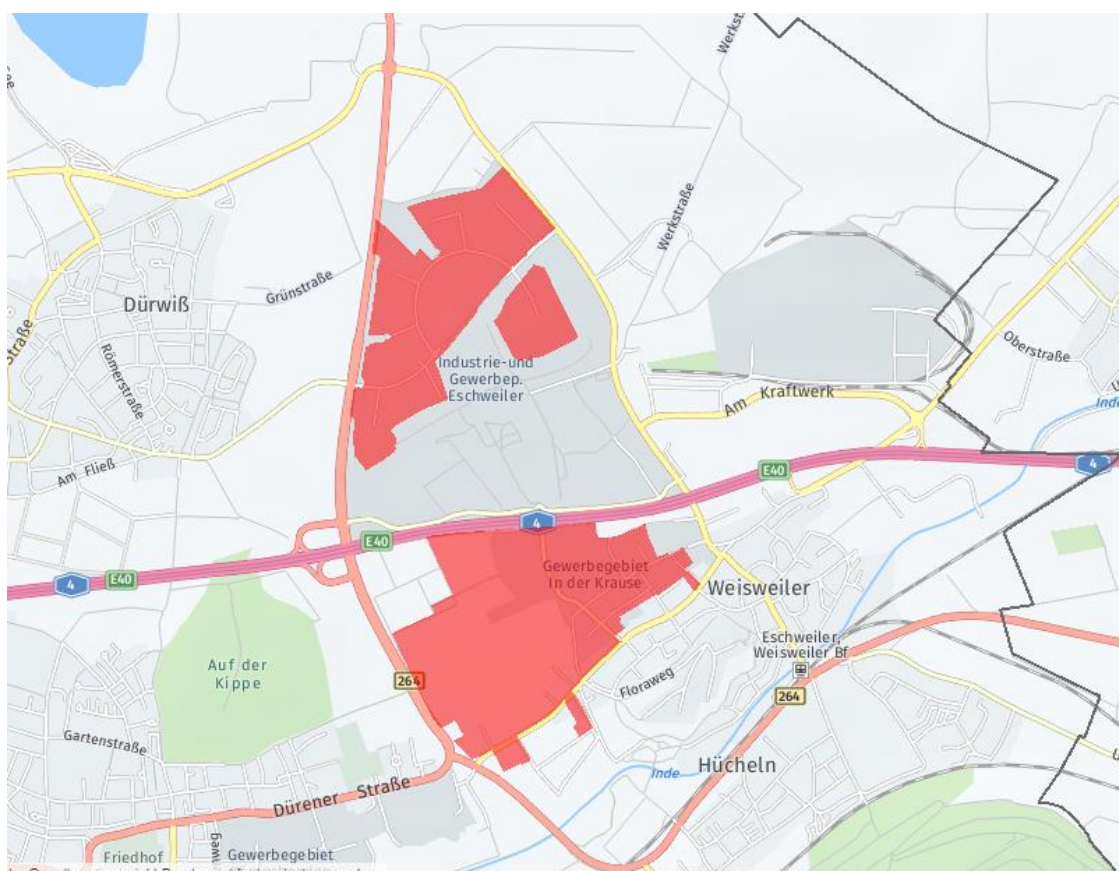 Werkst
Werkstraße
Grünstraße
Dürwiß
Straße
Römerstraße
Oberstraße
Industrie-und
Gewerbep.
Eschweiler
Am Kraftwerk
Inde
Am Fließ
E40
4
4
E40
E40
4
Gewerbegebiet
In der Krause
Weisweiler
Eschweiler,
Weisweiler Bf
Auf der
Kippe
264
Floraweg
264
Gartenstraße
Inde
Hücheln
Dürener Straße
Friedhof
Gewerbegebiet